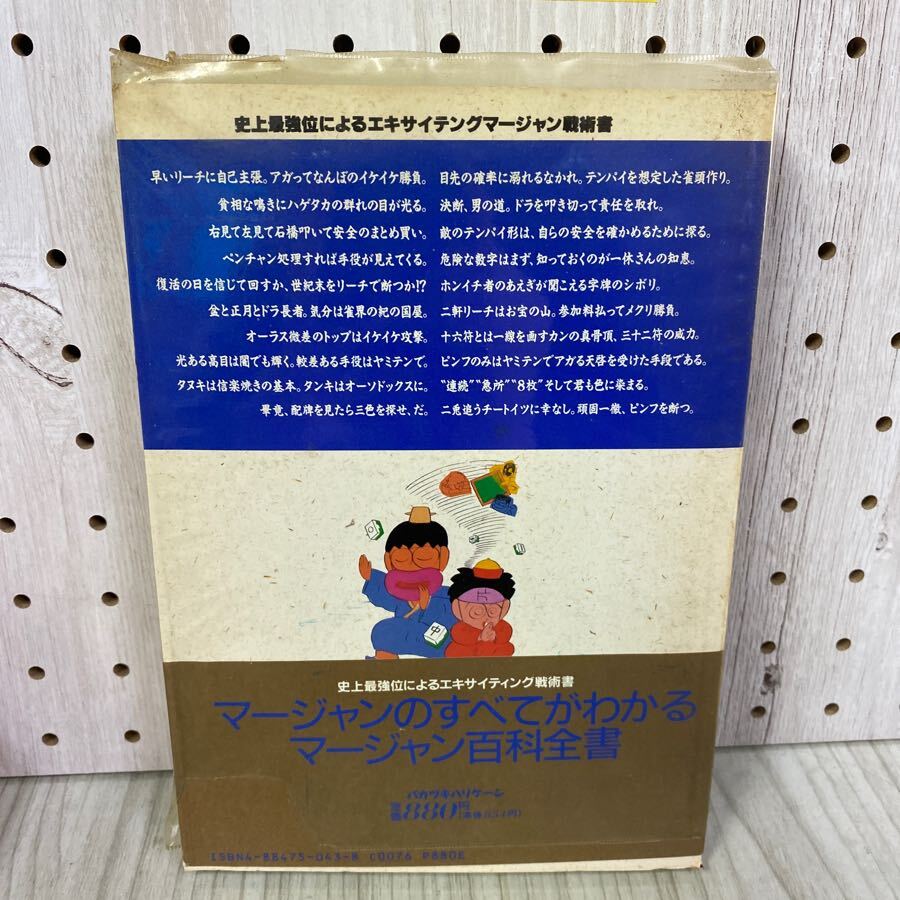 史上最強位によるエキサイテングマージャン戦術書
早いリーチに自己主張。アガってなんぼのイケイケ勝負。
貧相な鳴きにハゲタカの群れの目が光る。
右見て左見て石橋叩いて安全のまとめ買い。
ペンチャン処理すれば手役が見えてくる。
復活の日を信じて回すか、世紀末をリーチで断つか!?
金と正月とドラ長者。気分は雀界の紀の国屋。
オーラス微差のトップはイケイケ攻撃。
光ある高目は闇でも輝く。較差ある手役はヤミテンで。
タヌキは信楽焼きの基本。タンキはオーソドックスに。
畢竟、配牌を見たら三色を探せ、だ。
目先の確率に溺れるなかれ。テンパイを想定した雀頭作り。
決断、男の道。ドラを叩き切って責任を取れ。
敵のテンパイ形は、自らの安全を確かめるために探る。
危険な数字はまず、知っておくのが一休さんの知恵。
ホンイチ者のあえぎが聞こえる字牌のシボリ。
二軒リーチはお宝の山。参加料払ってメクリ勝負。
十六符とは一線を画すカンの真骨頂、三十二符の威力。
ピンフのみはヤミテンでアガる天啓を受けた手段である。
“連続”“急所”“8枚”そして君も色に染まる。
二兎追うチートイツに幸なし。頑固一徹、ピンフを断つ。
中
史上最強位によるエキサイティング戦術書
マージャンのすべてがわかる
マージャン百科全書
バカヅキハリケーン
定価880円
(本体854円)
ISBN4-88475-043-8 C0076 P880E